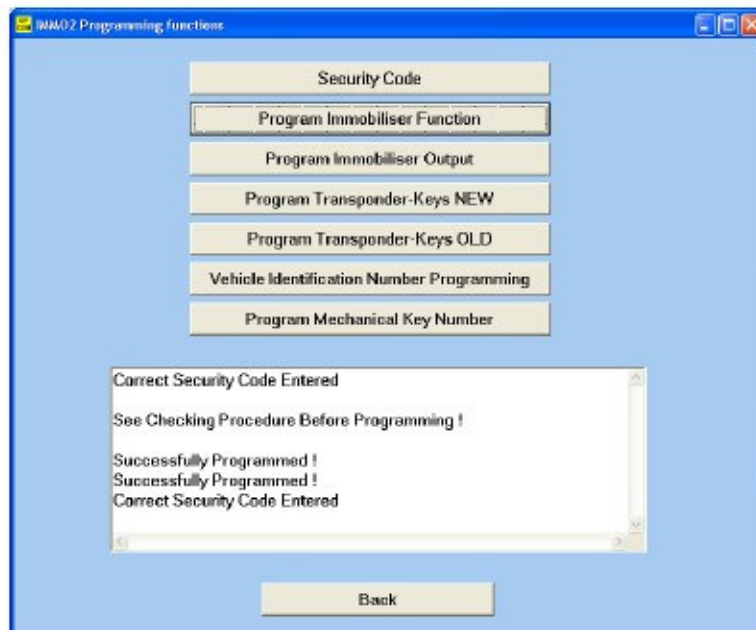 IMMO2 Programming functions
Security Code
Program Immobiliser Function
Program Immobiliser Output
Program Transponder-Keys NEW
Program Transponder-Keys OLD
Vehicle Identification Number Programming
Program Mechanical Key Number
Correct Security Code Entered
See Checking Procedure Before Programming !
Successfully Programmed !
Successfully Programmed !
Correct Security Code Entered
Back